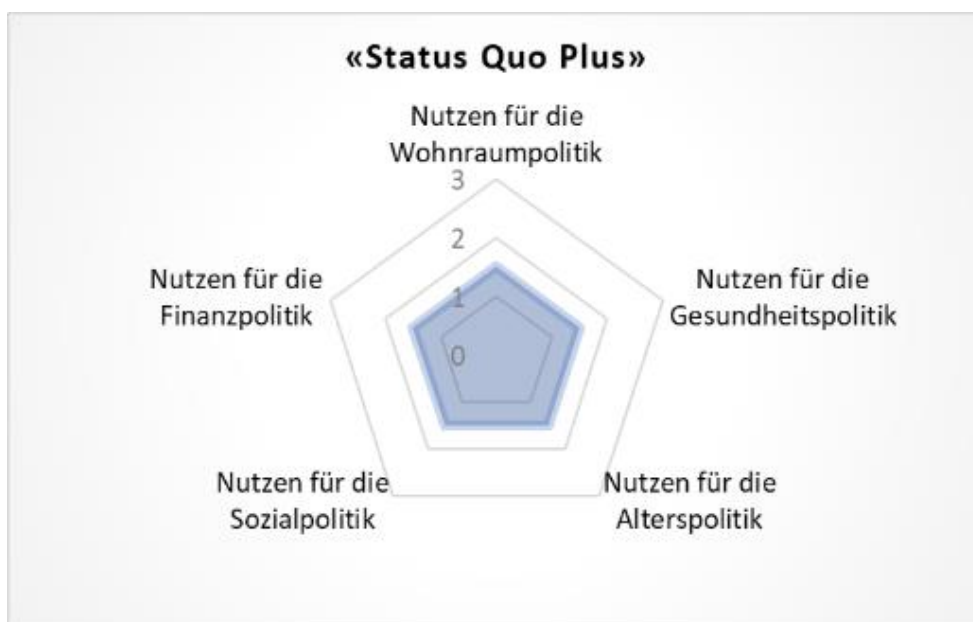 «Status Quo Plus»
Nutzen für die
Wohnraumpolitik
3
2
1
0
Nutzen für die
Finanzpolitik
Nutzen für die
Gesundheitspolitik
Nutzen für die
Sozialpolitik
Nutzen für die
Alterspolitik